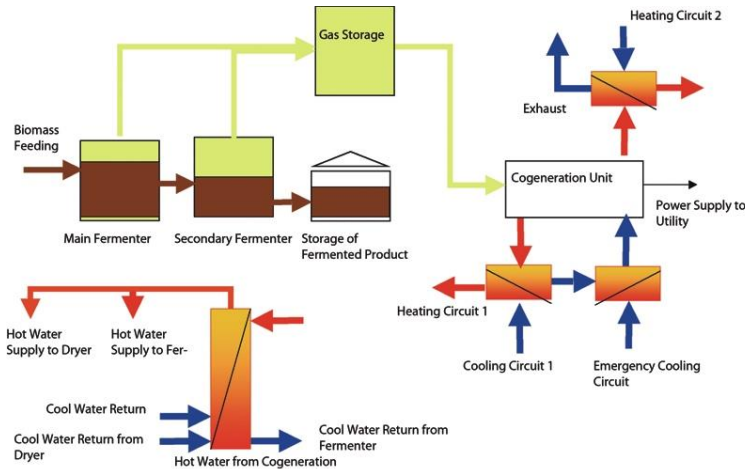 Gas Storage
Heating Circuit 2
Exhaust
Biomass
Feeding
Cogeneration Unit
Power Supply to
Utility
Main Fermenter
Secondary Fermenter
Storage of
Fermented Product
Heating Circuit 1
Cooling Circuit 1
Emergency Cooling
Circuit
Hot Water
Supply to Dryer
Hot Water
Supply to Fer-
Cool Water Return
Cool Water Return from
Dryer
Cool Water Return from
Fermenter
Hot Water from Cogeneration